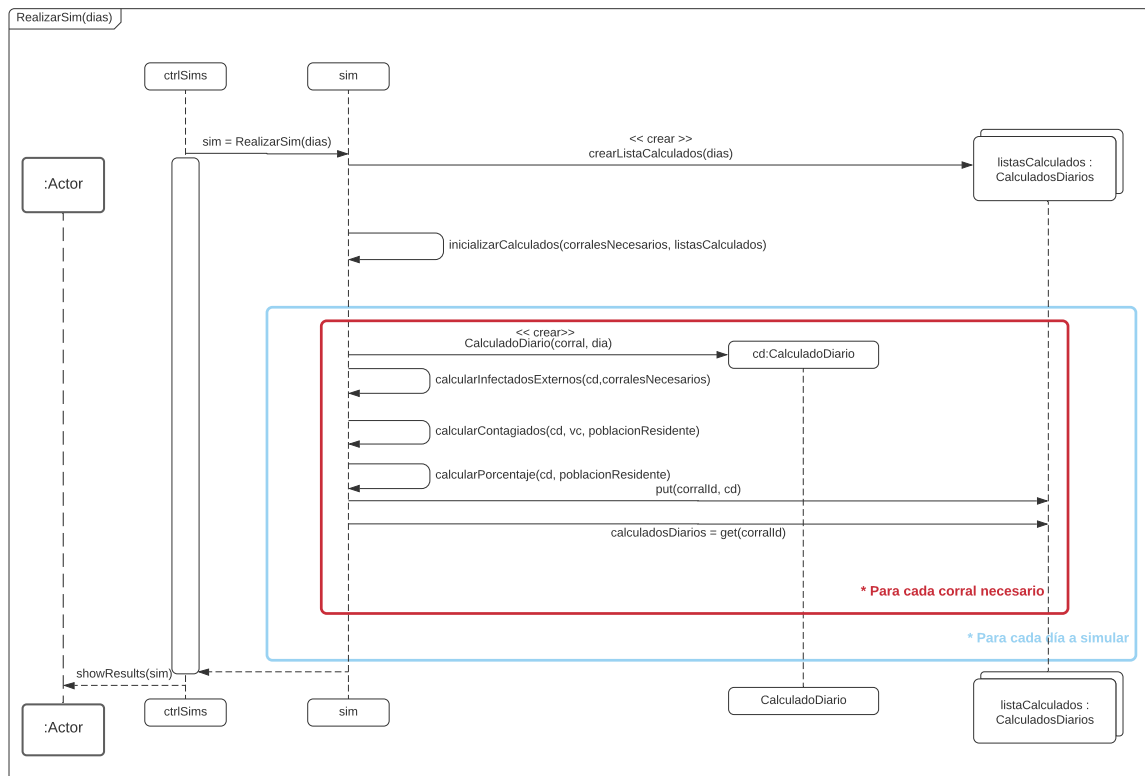 RealizarSim(dias)
ctrlSims
sim
sim = RealizarSim(dias)
<< crear >>
crearListaCalculados(dias)
listasCalculados :
CalculadosDiarios
:Actor
inicializarCalculados(corralesNecesarios, listasCalculados)
<< crear>>
CalculadoDiario(corral, dia)
cd:CalculadoDiario
calcularInfectadosExternos(cd,corralesNecesarios)
calcularContagiados(cd, vc, poblacionResidente)
calcularPorcentaje(cd, poblacionResidente)
put(corralId, cd)
calculadosDiarios = get(corralId)
* Para cada corral necesario
* Para cada día a simular
showResults(sim)
:Actor
ctrlSims
sim
CalculadoDiario
listaCalculados :
CalculadosDiarios